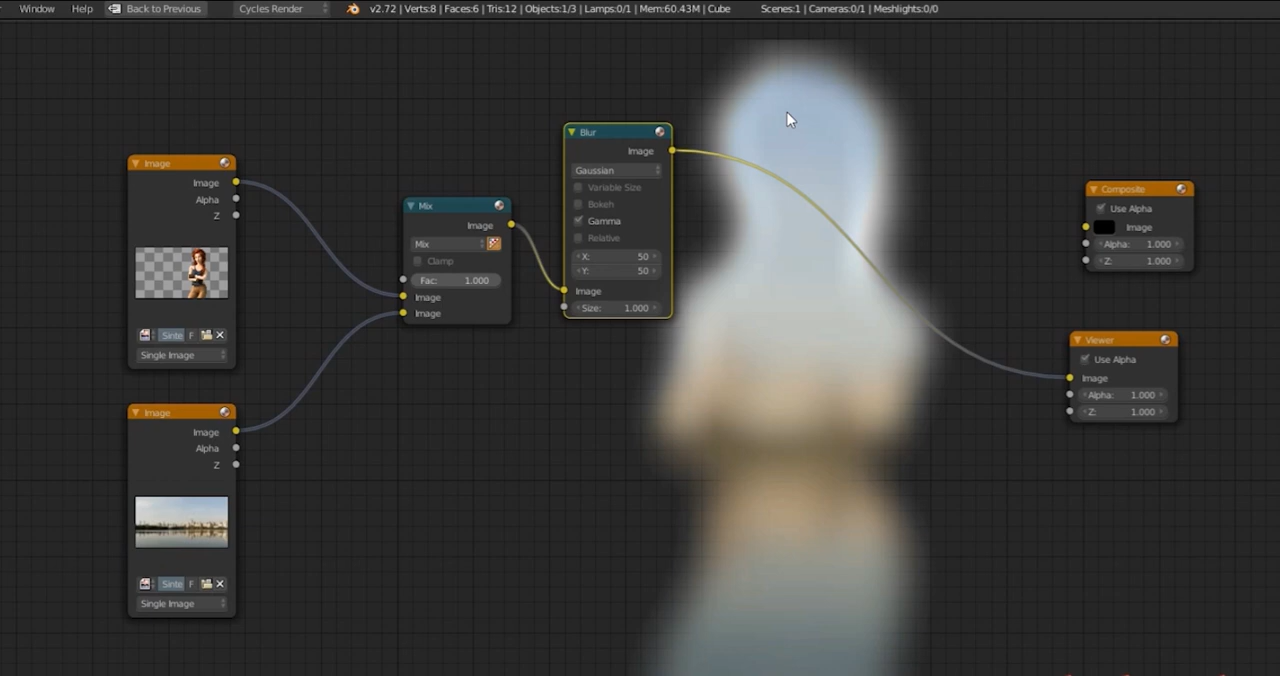 Window Help Back to Previous Cycles Render v2.72 | Verts:8 | Faces:6 | Tris:12 | Objects:1/3 | Lamps:0/1 | Mem:60.43M | Cube Scenes:1 | Cameras:0/1 | Meshlights:0/0
Image
Image
Alpha
Z
Sinte F
Single Image
Image
Image
Alpha
Z
Sinte F
Single Image
Mix
Image
Mix
Clamp
Fac: 1.000
Image
Image
Blur
Image
Gaussian
Variable Size
Bokeh
Gamma
Relative
X: 50
Y: 50
Image
Size: 1.000
Composite
Use Alpha
Image
Alpha: 1.000
Z: 1.000
Viewer
Use Alpha
Image
Alpha: 1.000
Z: 1.000